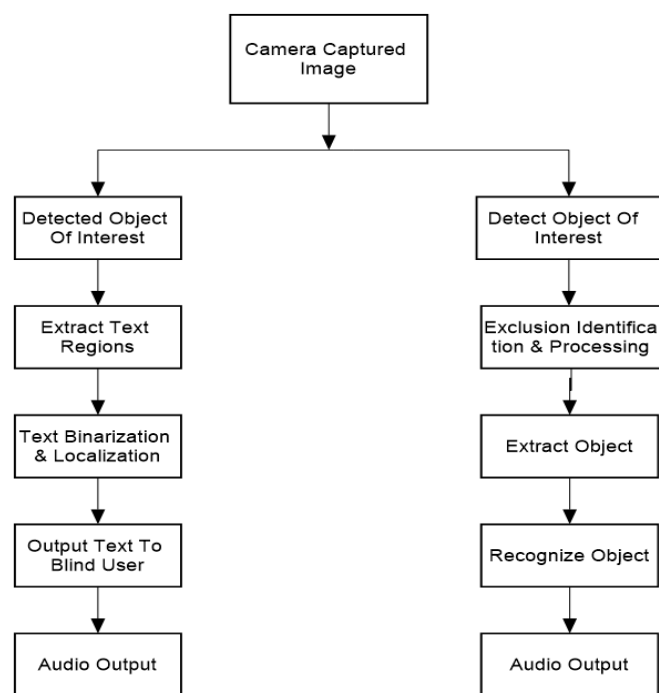 Camera Captured
Image
Detected Object
Of Interest
Extract Text
Regions
Text Binarization
& Localization
Output Text To
Blind User
Audio Output
Detect Object Of
Interest
Exclusion Identifica
tion & Processing
Extract Object
Recognize Object
Audio Output